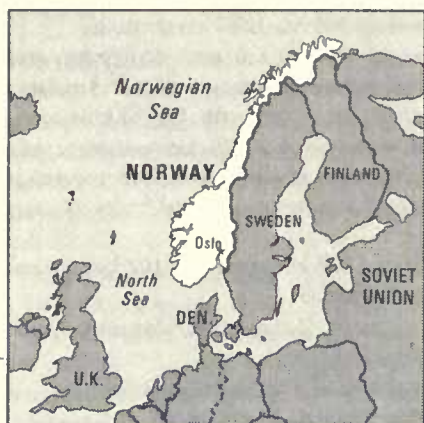 Norwegian
Sea
NORWAY
FINLAND
SWEDEN
Oslo
North
Sea
SOVIET
UNION
DEN.
U.K.